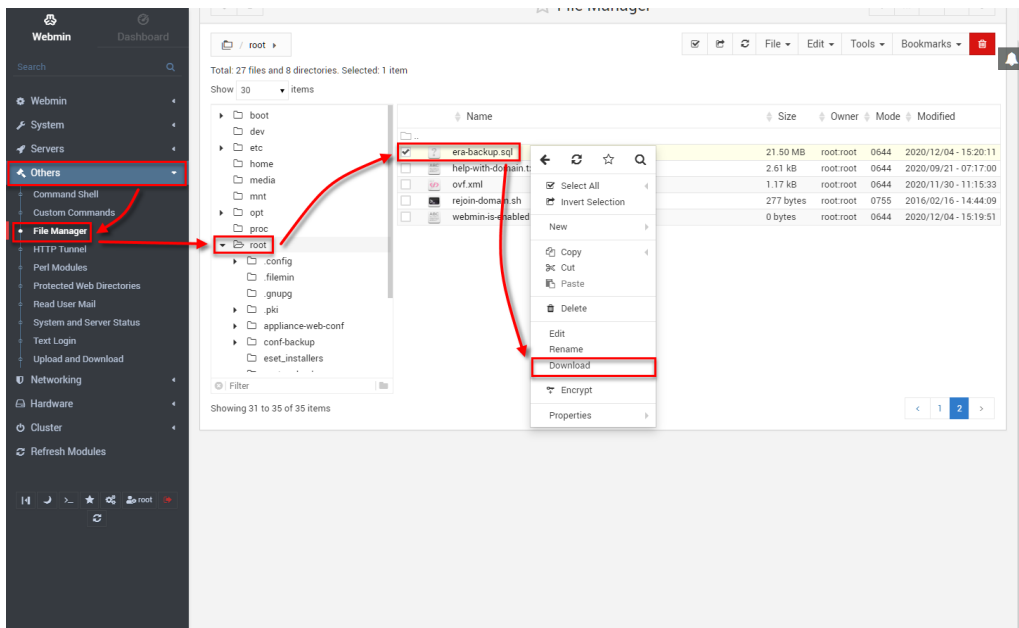 File Manager
Webmin
Dashboard
Search
Webmin
System
Servers
Others
Command Shell
Custom Commands
File Manager
HTTP Tunnel
Perl Modules
Protected Web Directories
Read User Mail
System and Server Status
Text Login
Upload and Download
Networking
Hardware
Cluster
Refresh Modules
root
/ root
File Edit Tools Bookmarks
Total: 27 files and 8 directories. Selected: 1 item
Show 30 items
boot
dev
etc
home
media
mnt
opt
proc
root
.config
.filemin
.gnupg
.pki
appliance-web-conf
conf-backup
eset_installers
Filter
Name Size Owner Mode Modified
..
era-backup.sql 21.50 MB root:root 0644 2020/12/04 - 15:20:11
help-with-domain.t 2.61 kB root:root 0644 2020/09/21 - 07:17:00
ovf.xml 1.17 kB root:root 0644 2020/11/30 - 11:15:33
rejoin-domain.sh 277 bytes root:root 0755 2016/02/16 - 14:44:09
webmin-is-enabled 0 bytes root:root 0644 2020/12/04 - 15:19:51
Select All
Invert Selection
New
Copy
Cut
Paste
Delete
Edit
Rename
Download
Encrypt
Properties
Showing 31 to 35 of 35 items
1 2